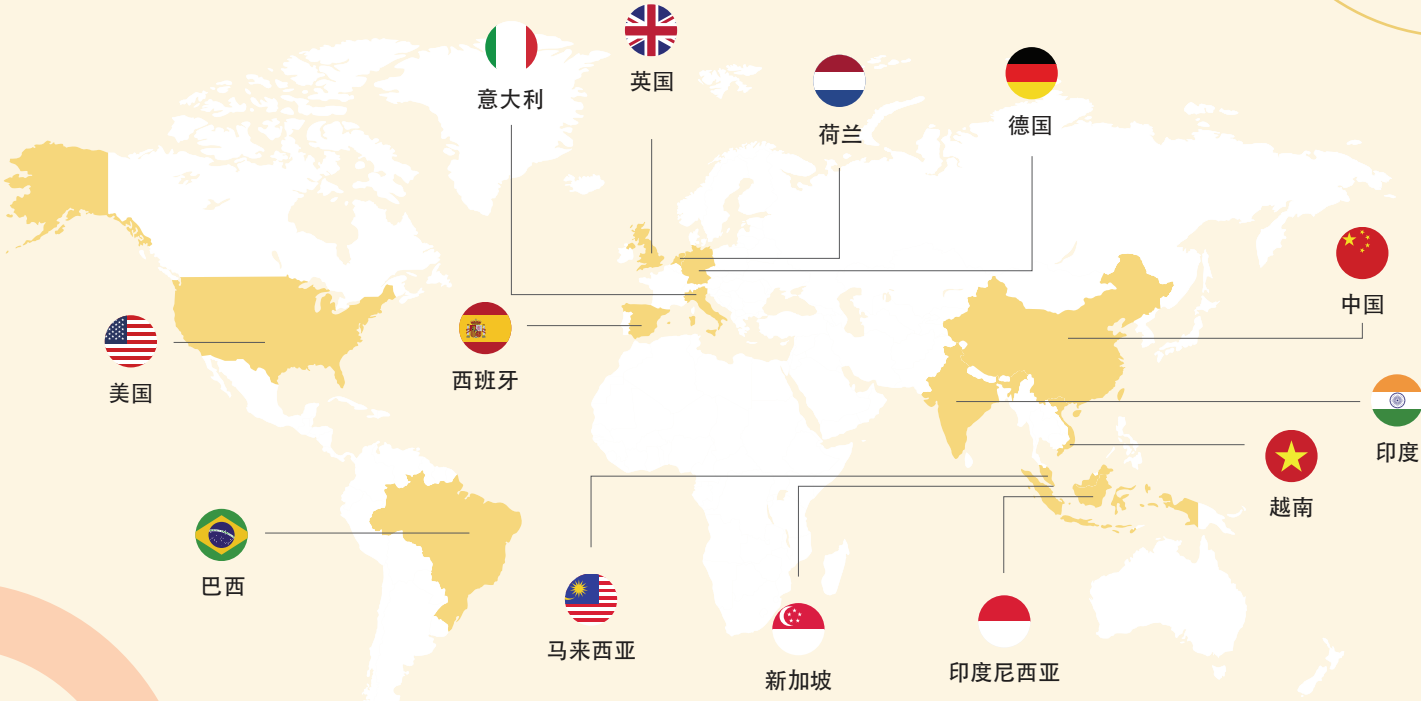 英国
意大利
荷兰
德国
中国
西班牙
美国
印度
越南
巴西
马来西亚
新加坡
印度尼西亚